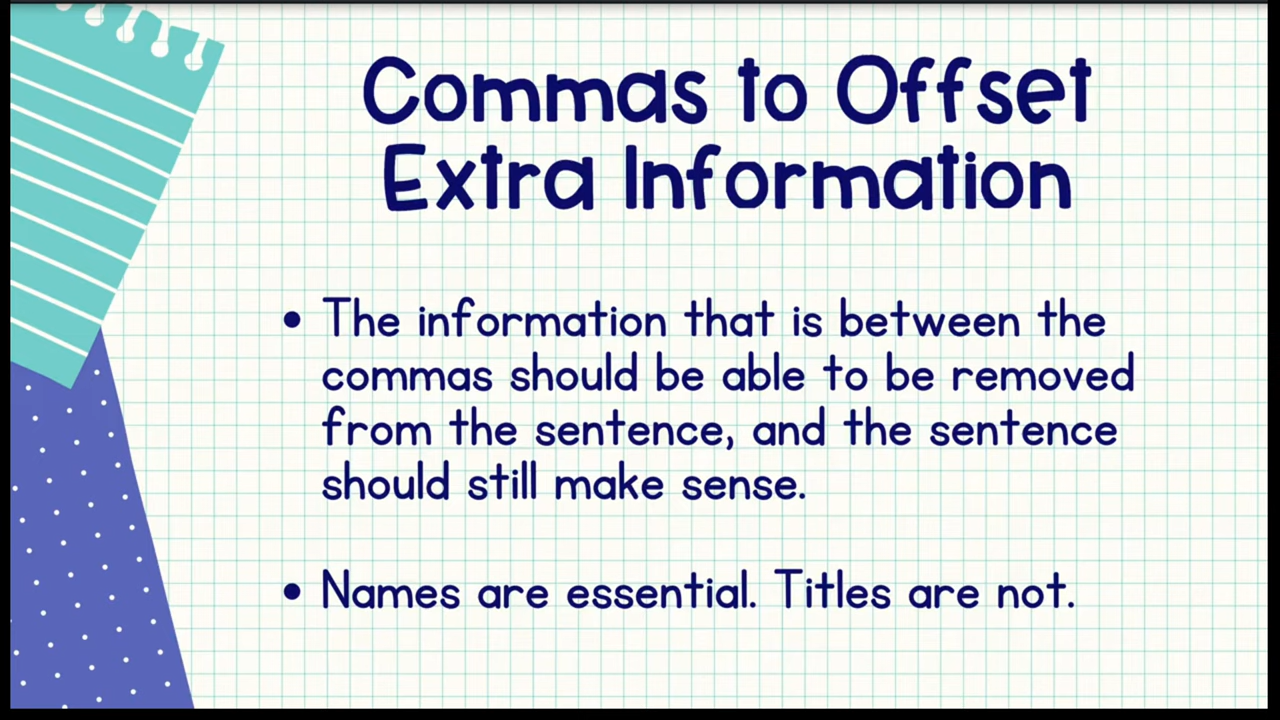 Commas to Offset
Extra Information
• The information that is between the
commas should be able to be removed
from the sentence, and the sentence
should still make sense.
• Names are essential. Titles are not.